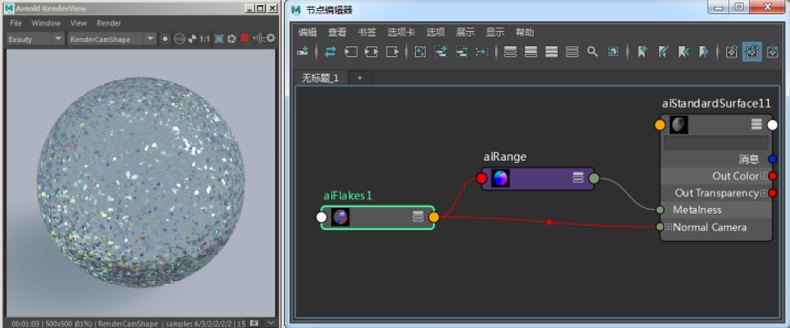 Arnold RenderView
File Window View Render
Beauty RenderCamShape 1:1
00:01:03 | 500x500 (81%) | RenderCamShape | samples 6/3/2/2/2/2 | 15
节点编辑器
编辑 查看 书签 选项卡 选项 展示 显示 帮助
无标题_1 +
aiStandardSurface11
消息
Out Color
Out Transparency
Metalness
Normal Camera
aiRange
aiFlakes1